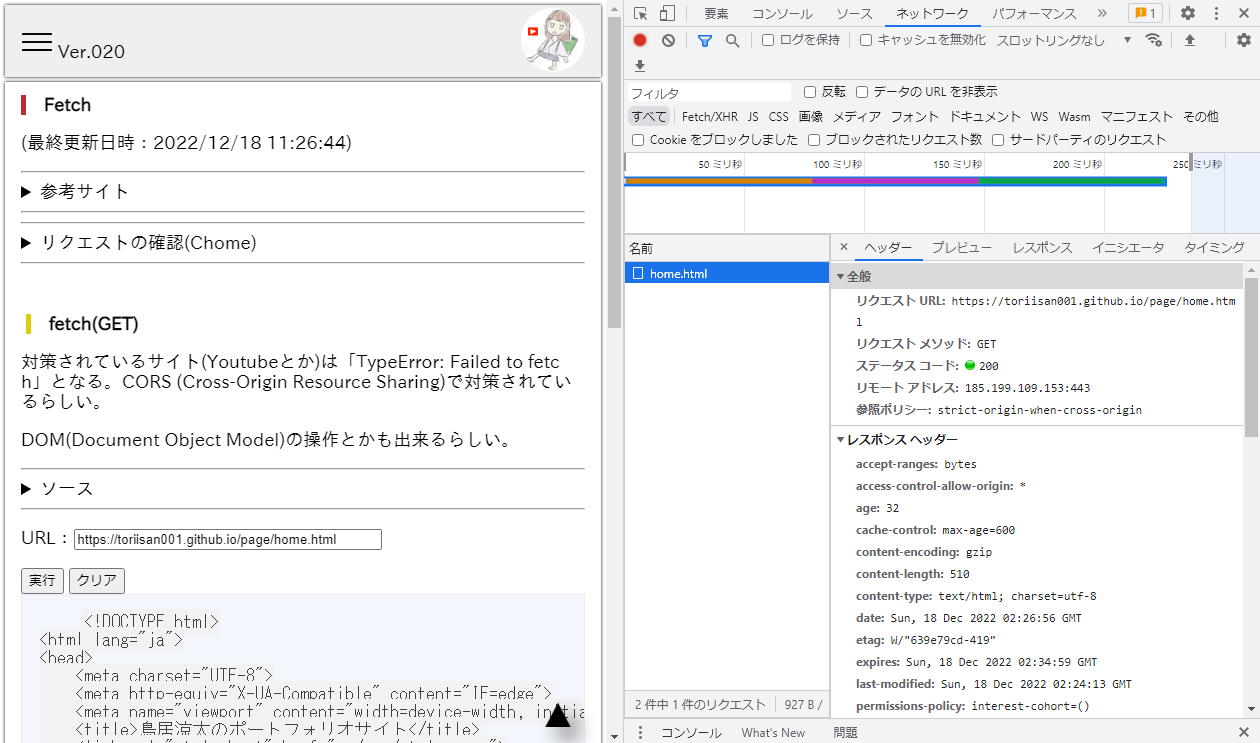 Ver.020
Fetch
(最終更新日時：2022/12/18 11:26:44)
▶ 参考サイト
▶ リクエストの確認(Chome)
fetch(GET)
対策されているサイト(Youtubeとか)は「TypeError: Failed to fetc
h」となる。CORS (Cross-Origin Resource Sharing)で対策されてい
るらしい。
DOM(Document Object Model)の操作とかも出来るらしい。
▶ ソース
URL：https://toriisan001.github.io/page/home.html
実行 クリア
<!DOCTYPE html>
<html lang="ja">
<head>
<meta charset="UTF-8">
<meta http-equiv="X-UA-Compatible" content="IE=edge">
<meta name="viewport" content="width=device-width, initia
<title>鳥居涼太のポートフォリオサイト</title>
要素 コンソール ソース ネットワーク パフォーマンス » 1
ログを保持 キャッシュを無効化 スロットリングなし
フィルタ 反転 データの URL を非表示
すべて Fetch/XHR JS CSS 画像 メディア フォント ドキュメント WS Wasm マニフェスト その他
Cookie をブロックしました ブロックされたリクエスト数 サードパーティのリクエスト
50 ミリ秒 100 ミリ秒 150 ミリ秒 200 ミリ秒 250 ミリ秒
名前
home.html
2 件中 1 件のリクエスト 927 B /
× ヘッダー プレビュー レスポンス イニシエータ タイミング
▼全般
リクエスト URL: https://toriisan001.github.io/page/home.htm
l
リクエスト メソッド: GET
ステータス コード: 200
リモート アドレス: 185.199.109.153:443
参照ポリシー: strict-origin-when-cross-origin
▼レスポンス ヘッダー
accept-ranges: bytes
access-control-allow-origin: *
age: 32
cache-control: max-age=600
content-encoding: gzip
content-length: 510
content-type: text/html; charset=utf-8
date: Sun, 18 Dec 2022 02:26:56 GMT
etag: W/"639e79cd-419"
expires: Sun, 18 Dec 2022 02:34:59 GMT
last-modified: Sun, 18 Dec 2022 02:24:13 GMT
permissions-policy: interest-cohort=()
コンソール What's New 問題